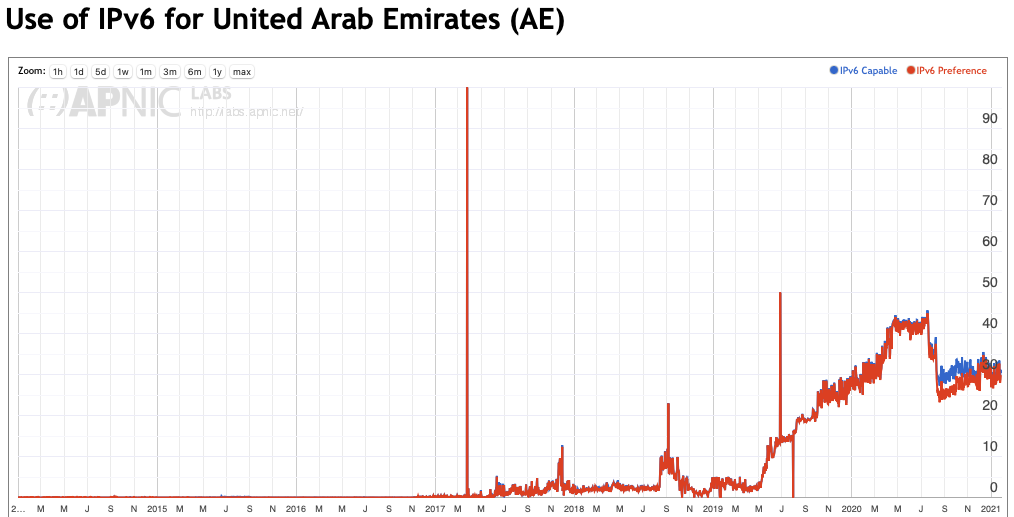 Use of IPv6 for United Arab Emirates (AE)
Zoom: 1h 1d 5d 1w 1m 3m 6m 1y max
IPv6 Capable IPv6 Preference
APNIC LABS
http://labs.apnic.net/
90
80
70
60
50
40
30
20
10
0
2... M M J S N 2015 M M J S N 2016 M M J S N 2017 M M J S N 2018 M M J S N 2019 M M J S N 2020 M M J S N 2021